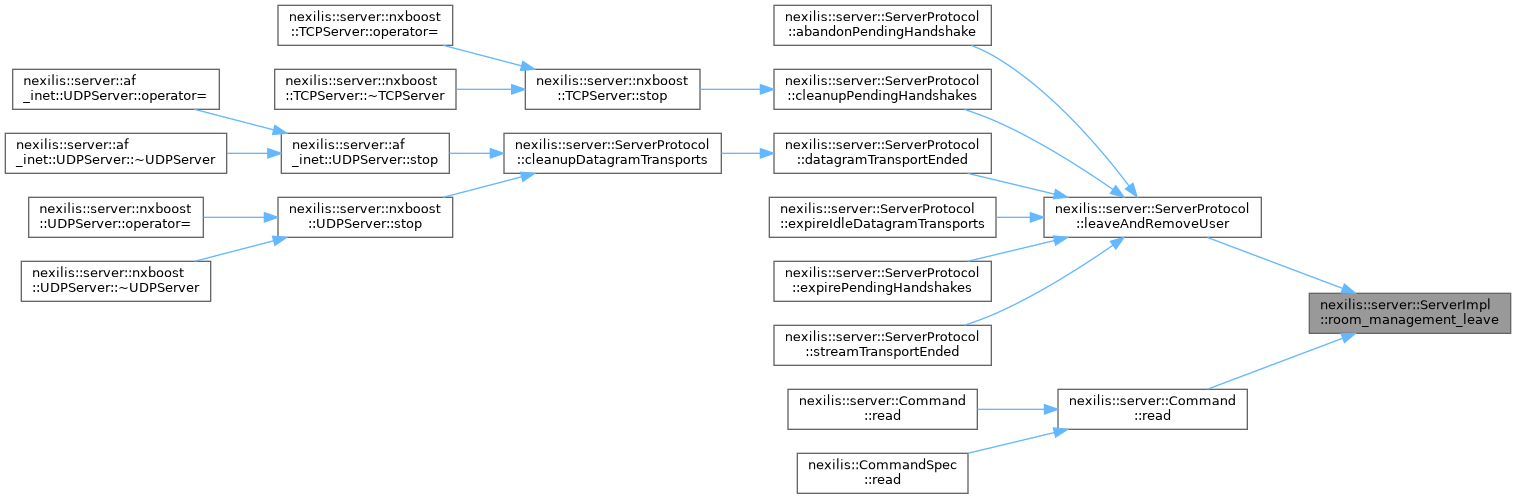 nexilis::server::nxboost
::TCPServer::operator=
nexilis::server::ServerProtocol
::abandonPendingHandshake
nexilis::server::af
_inet::UDPServer::operator=
nexilis::server::nxboost
::TCPServer::~TCPServer
nexilis::server::nxboost
::TCPServer::stop
nexilis::server::ServerProtocol
::cleanupPendingHandshakes
nexilis::server::af
_inet::UDPServer::~UDPServer
nexilis::server::af
_inet::UDPServer::stop
nexilis::server::ServerProtocol
::cleanupDatagramTransports
nexilis::server::ServerProtocol
::datagramTransportEnded
nexilis::server::nxboost
::UDPServer::operator=
nexilis::server::nxboost
::UDPServer::stop
nexilis::server::ServerProtocol
::expireIdleDatagramTransports
nexilis::server::ServerProtocol
::leaveAndRemoveUser
nexilis::server::nxboost
::UDPServer::~UDPServer
nexilis::server::ServerProtocol
::expirePendingHandshakes
nexilis::server::ServerImpl
::room_management_leave
nexilis::server::ServerProtocol
::streamTransportEnded
nexilis::server::Command
::read
nexilis::server::Command
::read
nexilis::CommandSpec
::read